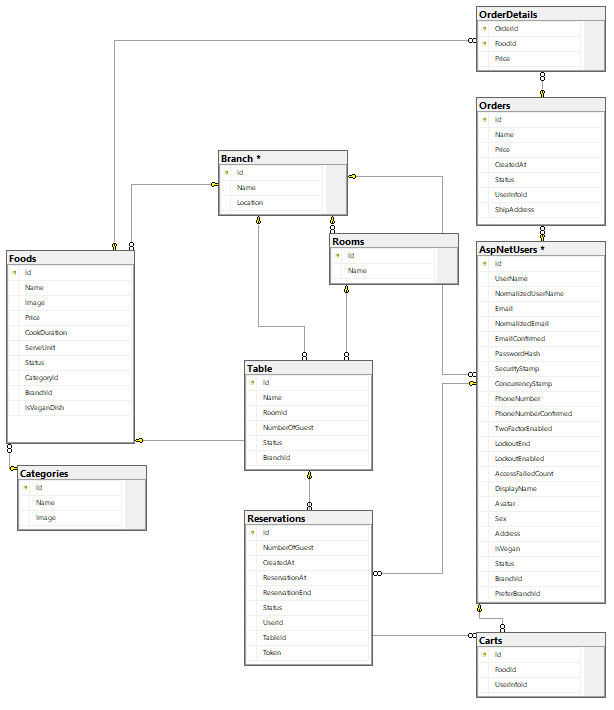 OrderDetails
OrderId
FoodId
Price
Orders
Id
Name
Price
CreatedAt
Status
UserInfoId
ShipAddress
Branch *
Id
Name
Location
Rooms
Id
Name
AspNetUsers *
Id
UserName
NormalizedUserName
Email
NormalizedEmail
EmailConfirmed
PasswordHash
SecurityStamp
ConcurrencyStamp
PhoneNumber
PhoneNumberConfirmed
TwoFactorEnabled
LockoutEnd
LockoutEnabled
AccessFailedCount
DisplayName
Avatar
Sex
Address
IsVegan
Status
BranchId
PreferBranchId
Foods
Id
Name
Image
Price
CookDuration
ServeUnit
Status
CategoryId
BranchId
IsVeganDish
Table
Id
Name
RoomId
NumberOfGuest
Status
BranchId
Categories
Id
Name
Image
Reservations
Id
NumberOfGuest
CreatedAt
ReservationAt
ReservationEnd
Status
UserId
TableId
Token
Carts
Id
FoodId
UserInfoId